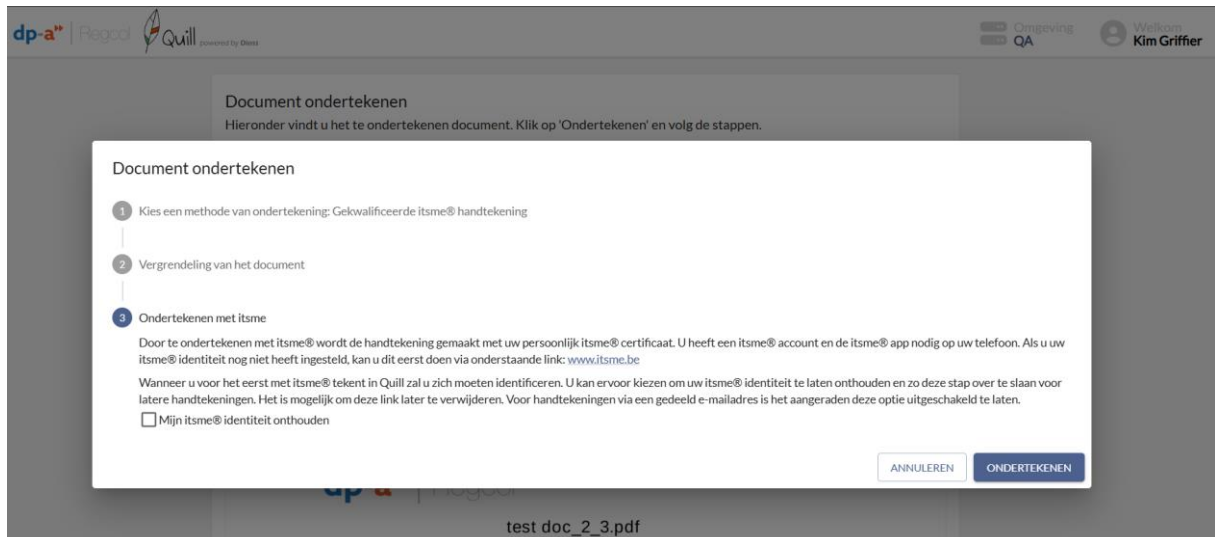 dp-a | Regsol Quill powered by Dioss
Omgeving
QA
Welkom
Kim Griffier
Document ondertekenen
Hieronder vindt u het te ondertekenen document. Klik op 'Ondertekenen' en volg de stappen.
Document ondertekenen
1 Kies een methode van ondertekening: Gekwalificeerde itsme® handtekening
2 Vergrendeling van het document
3 Ondertekenen met itsme
Door te ondertekenen met itsme® wordt de handtekening gemaakt met uw persoonlijk itsme® certificaat. U heeft een itsme® account en de itsme® app nodig op uw telefoon. Als u uw
itsme® identiteit nog niet heeft ingesteld, kan u dit eerst doen via onderstaande link: www.itsme.be
Wanneer u voor het eerst met itsme® tekent in Quill zal u zich moeten identificeren. U kan ervoor kiezen om uw itsme® identiteit te laten onthouden en zo deze stap over te slaan voor
latere handtekeningen. Het is mogelijk om deze link later te verwijderen. Voor handtekeningen via een gedeeld e-mailadres is het aangeraden deze optie uitgeschakeld te laten.
Mijn itsme® identiteit onthouden
ANNULEREN
ONDERTEKENEN
dp-a | Regsol
test doc_2_3.pdf